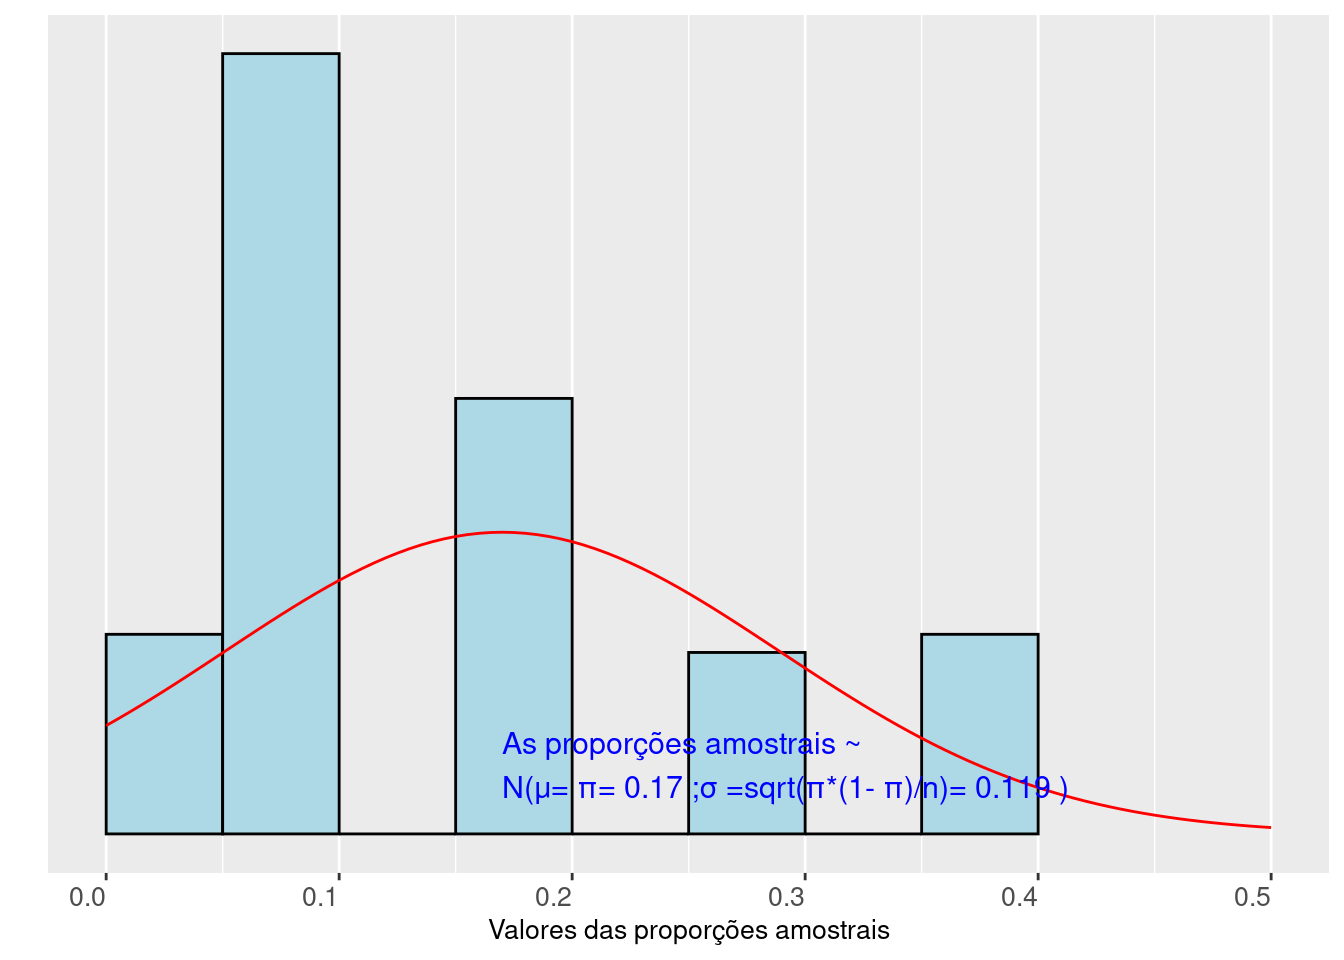 As proporções amostrais ~
N(μ= π= 0.17 ;σ =sqrt(π*(1- π)/n)= 0.119 )
0.0 0.1 0.2 0.3 0.4 0.5
Valores das proporções amostrais